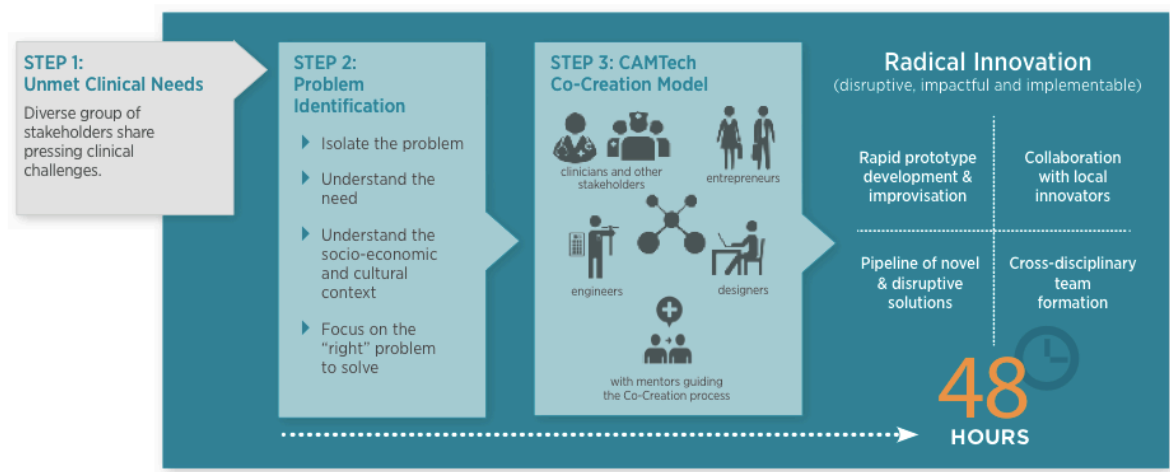 STEP 1:
Unmet Clinical Needs
Diverse group of
stakeholders share
pressing clinical
challenges.
STEP 2:
Problem
Identification
Isolate the problem
Understand the
need
Understand the
socio-economic
and cultural
context
Focus on the
“right” problem
to solve
STEP 3: CAMTech
Co-Creation Model
clinicians and other
stakeholders
entrepreneurs
engineers
designers
with mentors guiding
the Co-Creation process
Radical Innovation
(disruptive, impactful and implementable)
Rapid prototype
development &
improvisation
Collaboration
with local
innovators
Pipeline of novel
& disruptive
solutions
Cross-disciplinary
team
formation
48
HOURS